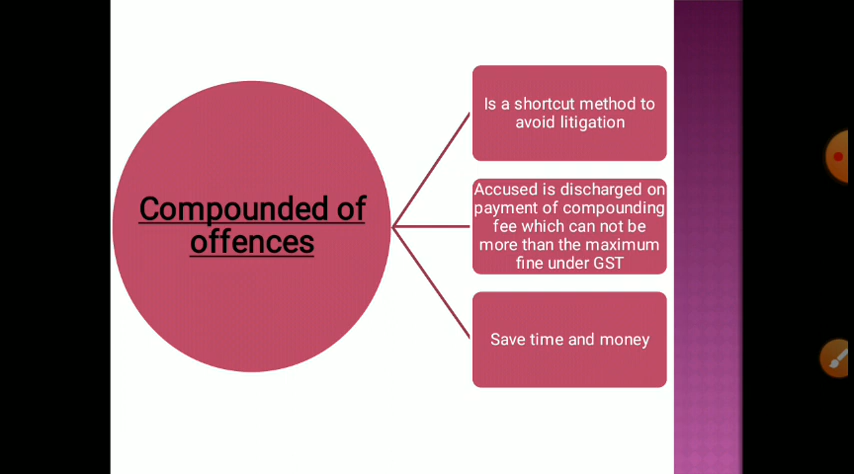 Compounded of
offences
Is a shortcut method to
avoid litigation
Accused is discharged on
payment of compounding
fee which can not be
more than the maximum
fine under GST
Save time and money